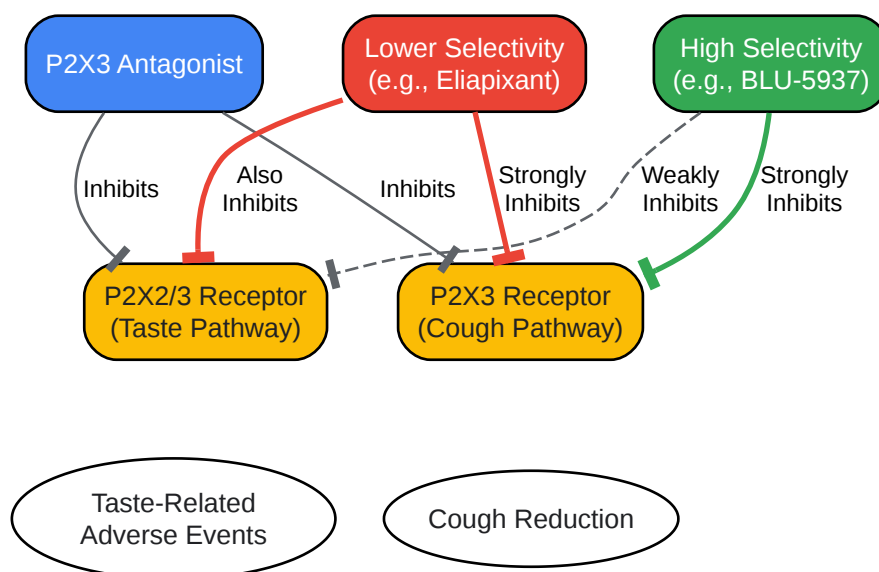 P2X3 Antagonist
Lower Selectivity
(e.g., Eliapixant)
High Selectivity
(e.g., BLU-5937)
Inhibits
Also
Inhibits
Inhibits
Strongly
Inhibits
Weakly
Inhibits
Strongly
Inhibits
P2X2/3 Receptor
(Taste Pathway)
P2X3 Receptor
(Cough Pathway)
Taste-Related
Adverse Events
Cough Reduction